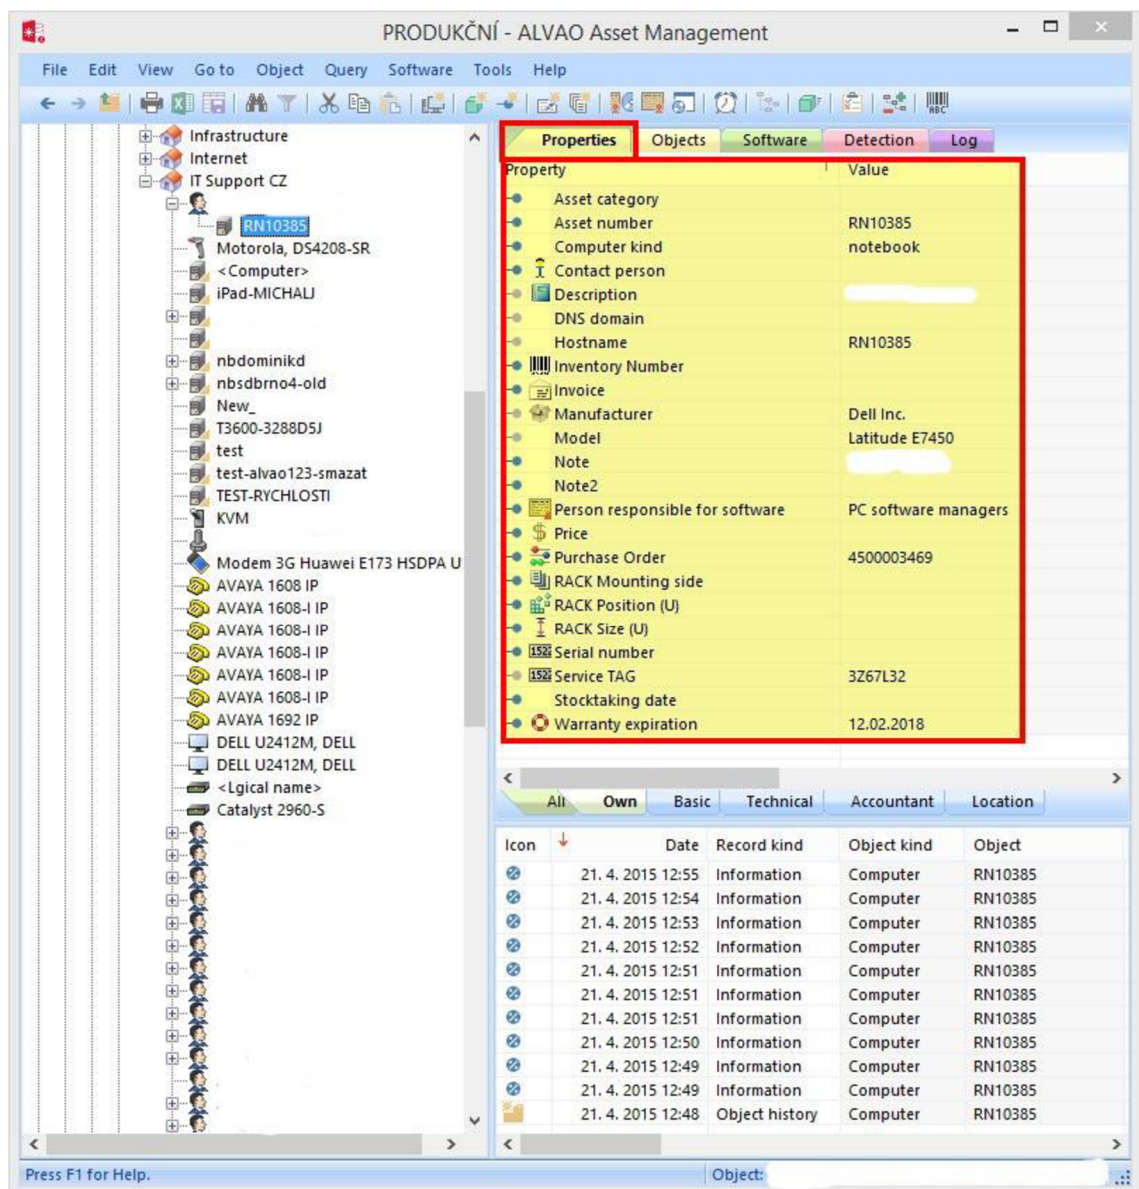 PRODUKČNÍ - ALVAO Asset Management
File Edit View Go to Object Query Software Tools Help
ABC
Infrastructure
Internet
IT Support CZ
RN10385
Motorola, DS4208-SR
<Computer>
iPad-MICHALJ
nbdominikd
nbsdbrno4-old
New_
T3600-3288D5J
test
test-alvao123-smazat
TEST-RYCHLOSTI
KVM
Modem 3G Huawei E173 HSDPA U
AVAYA 1608 IP
AVAYA 1608-I IP
AVAYA 1608-I IP
AVAYA 1608-I IP
AVAYA 1608-I IP
AVAYA 1608-I IP
AVAYA 1692 IP
DELL U2412M, DELL
DELL U2412M, DELL
<Lgical name>
Catalyst 2960-S
Properties Objects Software Detection Log
Property Value
Asset category
Asset number RN10385
Computer kind notebook
Contact person
Description
DNS domain
Hostname RN10385
Inventory Number
Invoice
Manufacturer Dell Inc.
Model Latitude E7450
Note
Note2
Person responsible for software PC software managers
Price
Purchase Order 4500003469
RACK Mounting side
RACK Position (U)
RACK Size (U)
Serial number
Service TAG 3Z67L32
Stocktaking date
Warranty expiration 12.02.2018
All Own Basic Technical Accountant Location
Icon Date Record kind Object kind Object
21. 4. 2015 12:55 Information Computer RN10385
21. 4. 2015 12:54 Information Computer RN10385
21. 4. 2015 12:53 Information Computer RN10385
21. 4. 2015 12:52 Information Computer RN10385
21. 4. 2015 12:51 Information Computer RN10385
21. 4. 2015 12:51 Information Computer RN10385
21. 4. 2015 12:51 Information Computer RN10385
21. 4. 2015 12:50 Information Computer RN10385
21. 4. 2015 12:49 Information Computer RN10385
21. 4. 2015 12:49 Information Computer RN10385
21. 4. 2015 12:48 Object history Computer RN10385
Press F1 for Help. Object: